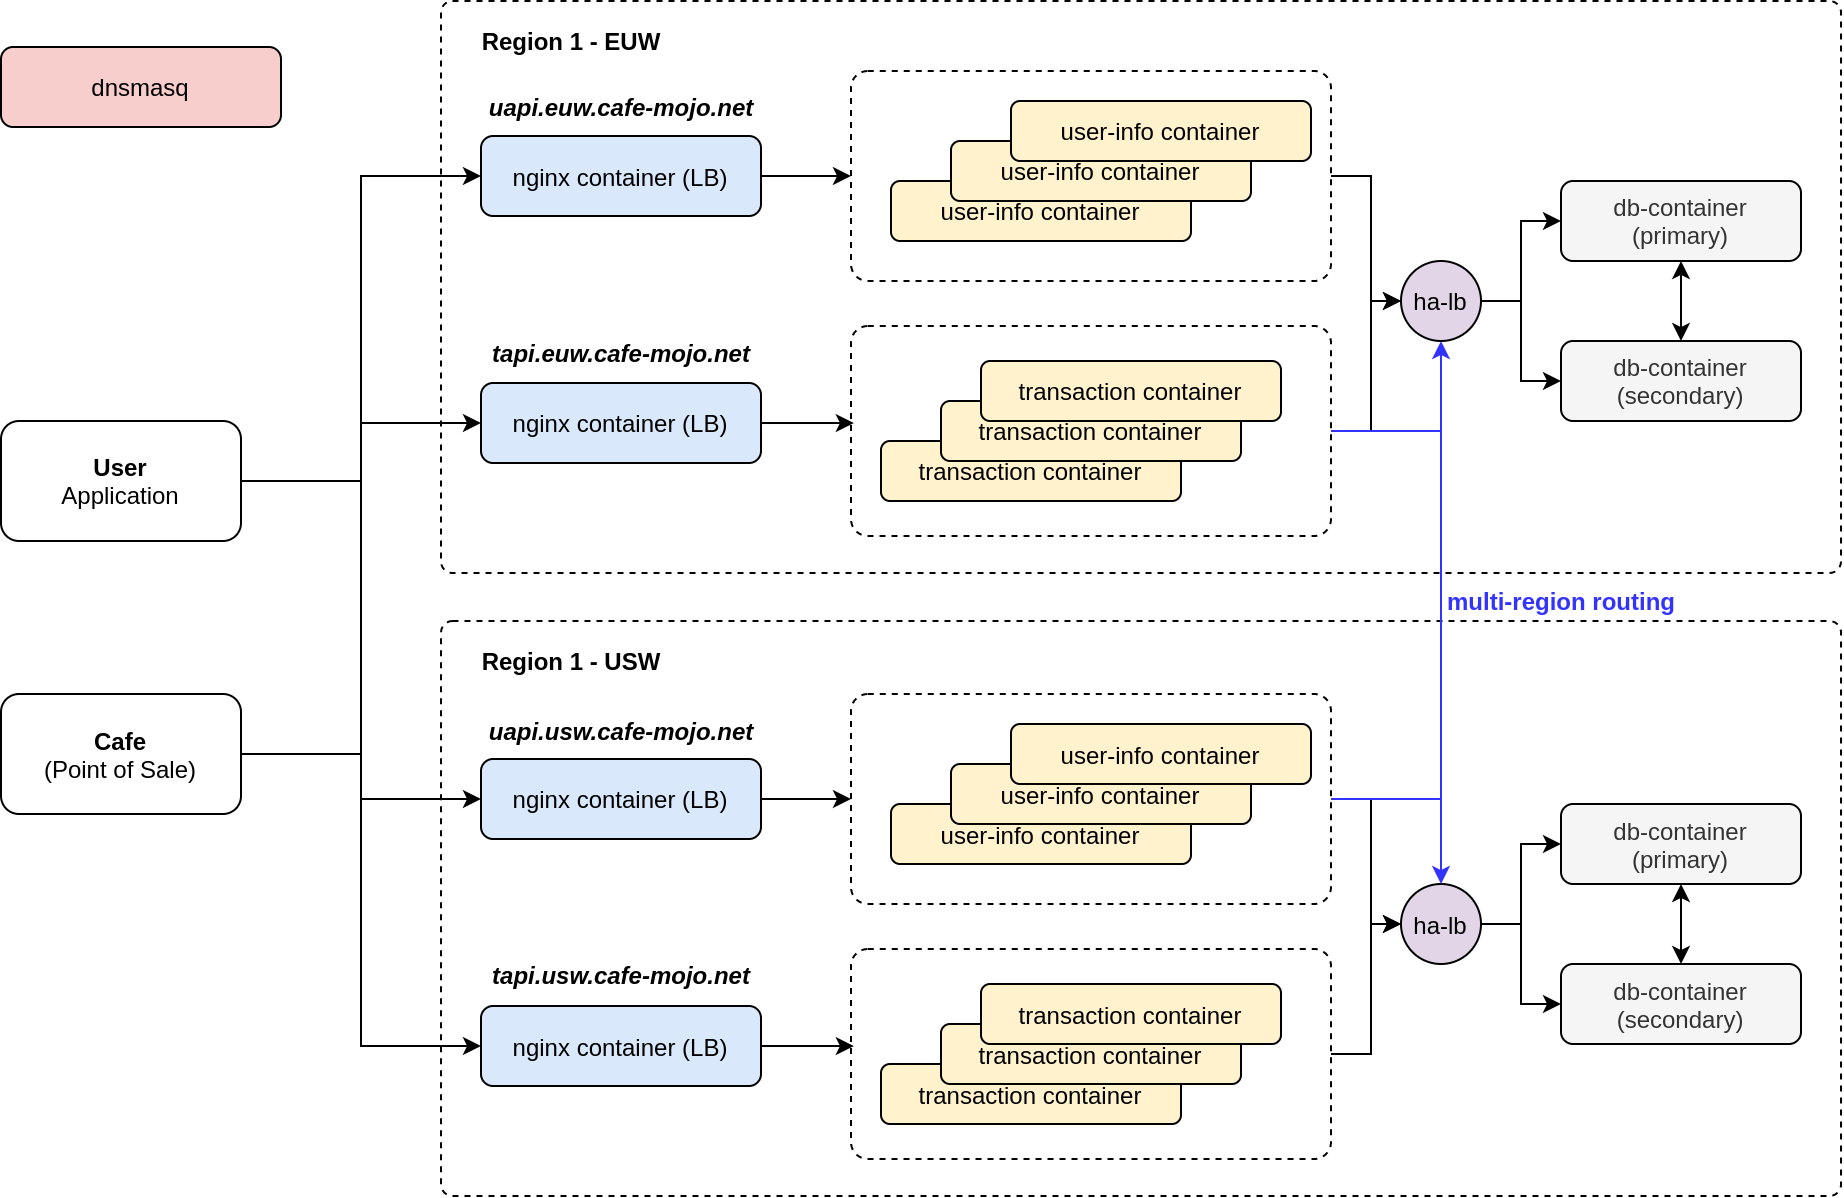 dnsmasq
User
Application
Cafe
(Point of Sale)
Region 1 - EUW
uapi.euw.cafe-mojo.net
nginx container (LB)
user-info container
user-info container
user-info container
tapi.euw.cafe-mojo.net
nginx container (LB)
transaction container
transaction container
transaction container
ha-lb
db-container
(primary)
db-container
(secondary)
multi-region routing
Region 1 - USW
uapi.usw.cafe-mojo.net
nginx container (LB)
user-info container
user-info container
user-info container
tapi.usw.cafe-mojo.net
nginx container (LB)
transaction container
transaction container
transaction container
ha-lb
db-container
(primary)
db-container
(secondary)